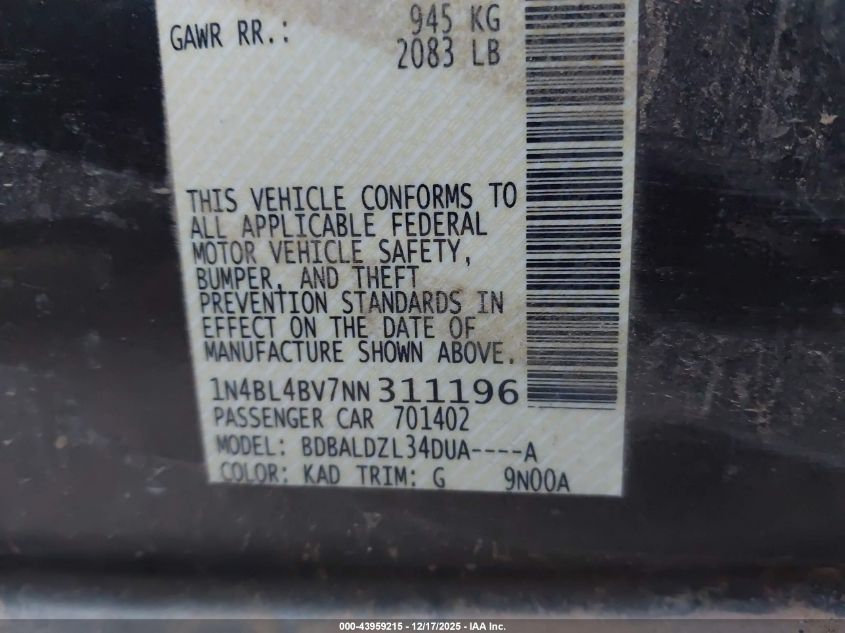 945 KG
GAWR RR.:
2083 LB
THIS VEHICLE CONFORMS TO
ALL APPLICABLE FEDERAL
MOTOR VEHICLE SAFETY,
BUMPER, AND THEFT
PREVENTION STANDARDS IN
EFFECT ON THE DATE OF
MANUFACTURE SHOWN ABOVE.
1N4BL4BV7NN 311196
PASSENGER CAR 701402
MODEL: BDBALDZL34DUA----A
COLOR: KAD TRIM: G 9N00A
000-43959215 - 12/17/2025 - IAA Inc.